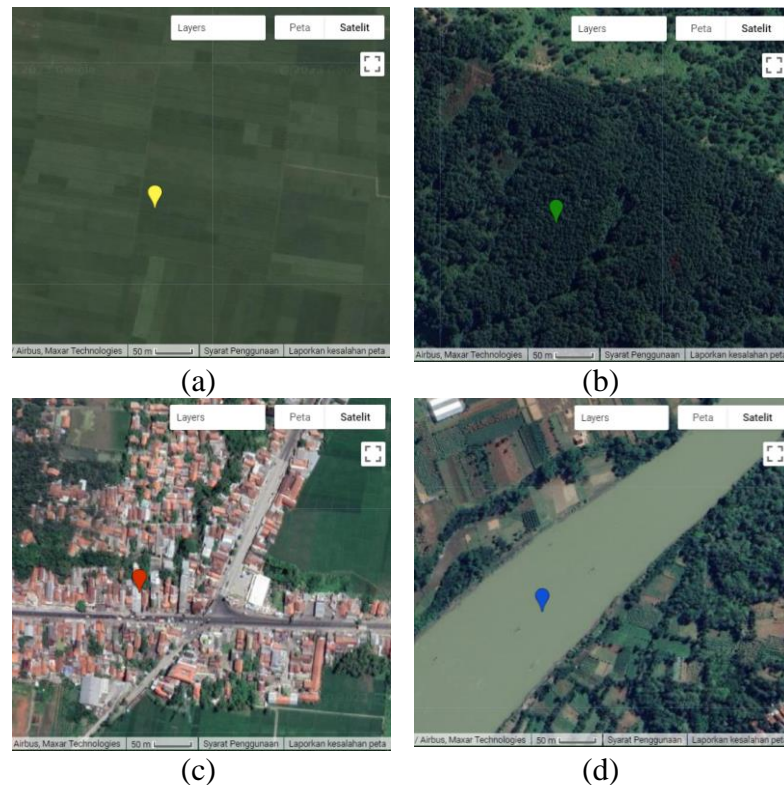 Layers Peta Satelit
/ Airbus, Maxar Technologies 50 m Syarat Penggunaan Laporkan kesalahan peta
(a)
Layers Peta Satelit
Airbus, Maxar Technologies 50 m Syarat Penggunaan Laporkan kesalahan peta
(b)
Layers Peta Satelit
Airbus, Maxar Technologies 50 m Syarat Penggunaan Laporkan kesalahan peta
(c)
Layers Peta Satelit
/ Airbus, Maxar Technologies 50 m Syarat Penggunaan Laporkan kesalahan peta
(d)